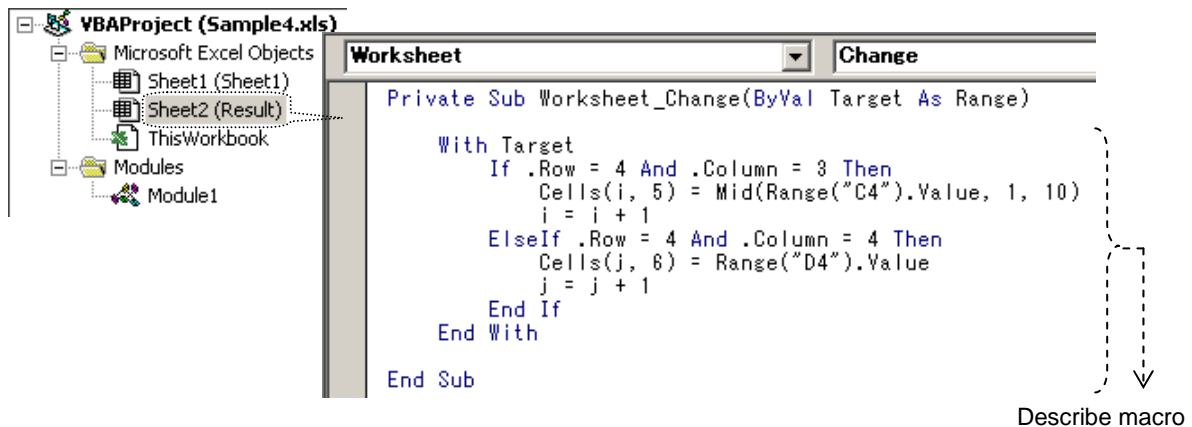 VBAProject (Sample4.xls)
Microsoft Excel Objects
Sheet1 (Sheet1)
Sheet2 (Result)
ThisWorkbook
Modules
Module1
Worksheet
Change
Private Sub Worksheet_Change(ByVal Target As Range)
With Target
If .Row = 4 And .Column = 3 Then
Cells(i, 5) = Mid(Range("C4").Value, 1, 10)
i = i + 1
ElseIf .Row = 4 And .Column = 4 Then
Cells(j, 6) = Range("D4").Value
j = j + 1
End If
End With
End Sub
Describe macro